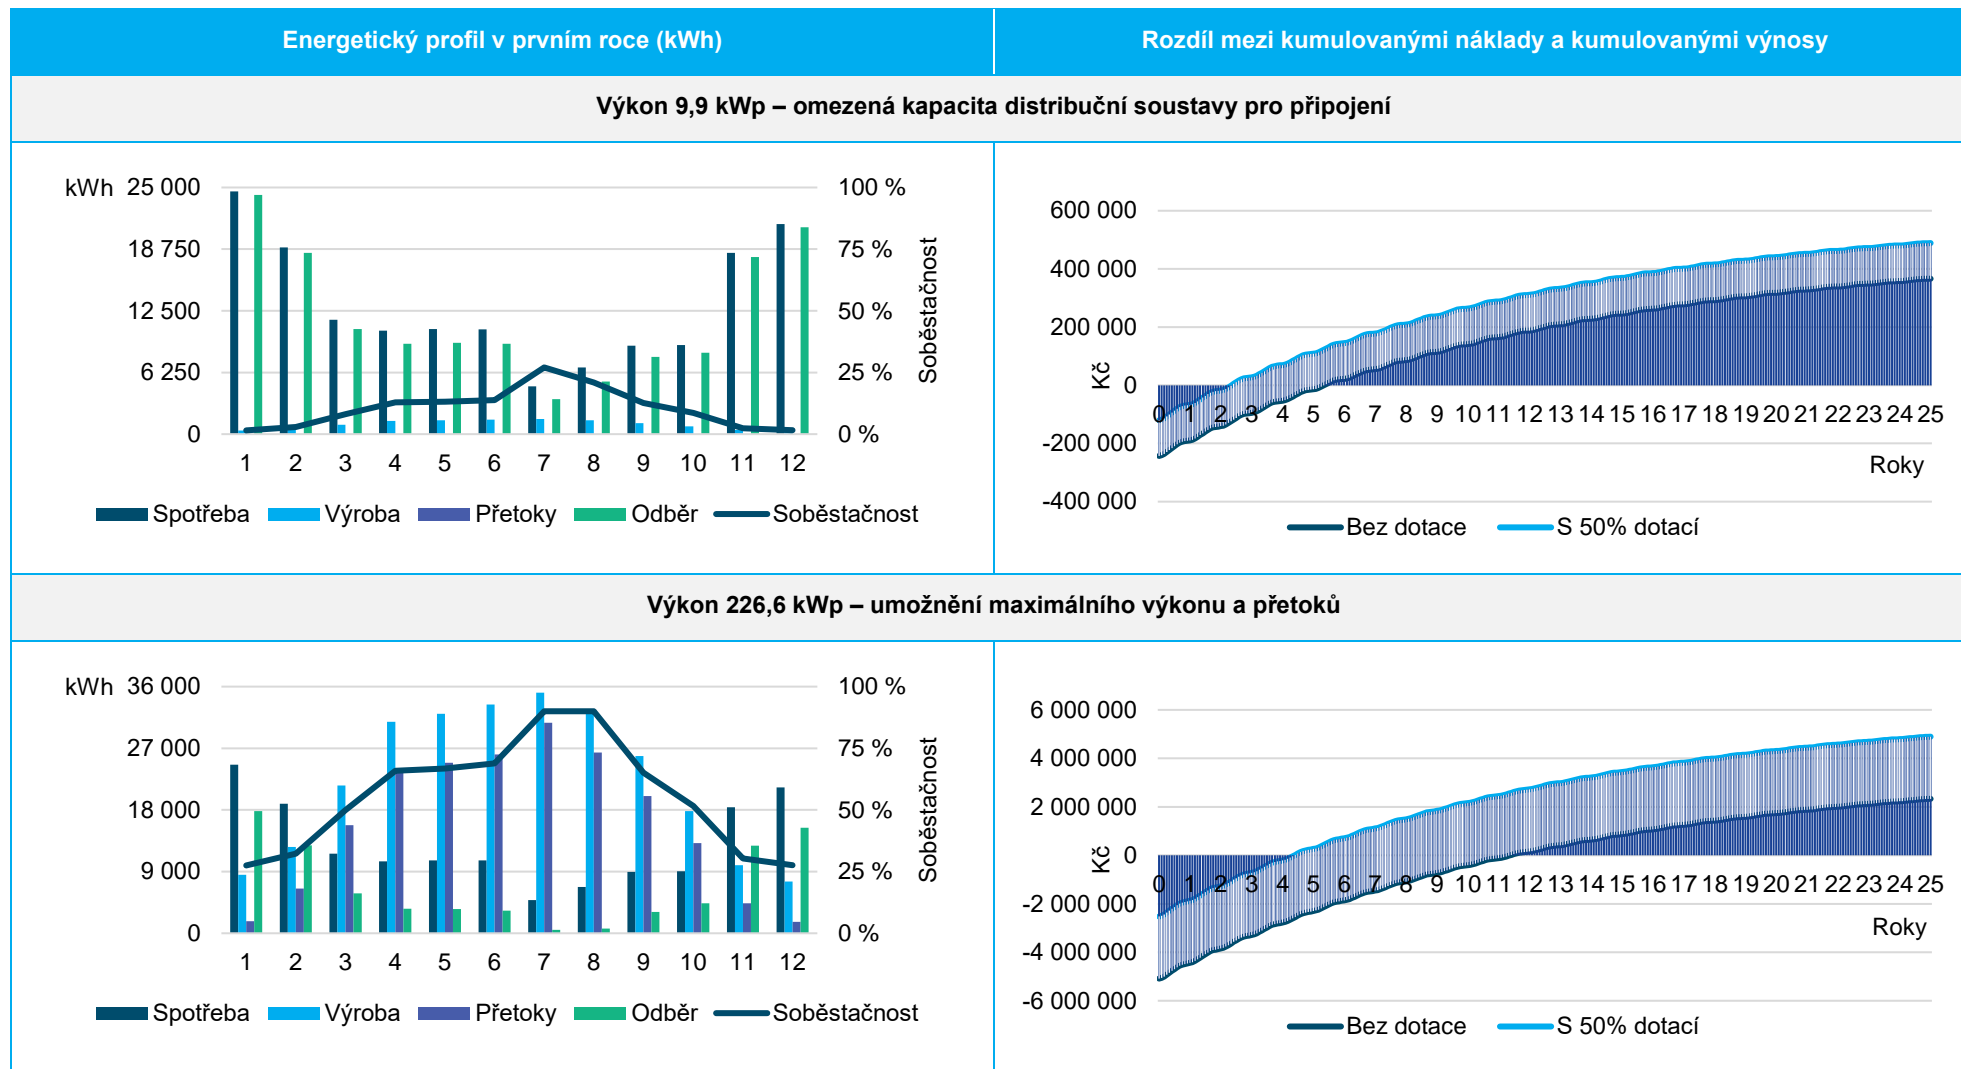 Energetický profil v prvním roce (kWh)
Rozdíl mezi kumulovanými náklady a kumulovanými výnosy
Výkon 9,9 kWp – omezená kapacita distribuční soustavy pro připojení
kWh 25 000
18 750
12 500
6 250
0
100 %
75 %
50 %
25 %
0 %
Soběstačnost
1 2 3 4 5 6 7 8 9 10 11 12
Spotřeba Výroba Přetoky Odběr Soběstačnost
600 000
400 000
200 000
0
-200 000
-400 000
Kč
0 1 2 3 4 5 6 7 8 9 10 11 12 13 14 15 16 17 18 19 20 21 22 23 24 25
Roky
Bez dotace S 50% dotací
Výkon 226,6 kWp – umožnění maximálního výkonu a přetoků
kWh 36 000
27 000
18 000
9 000
0
100 %
75 %
50 %
25 %
0 %
Soběstačnost
1 2 3 4 5 6 7 8 9 10 11 12
Spotřeba Výroba Přetoky Odběr Soběstačnost
6 000 000
4 000 000
2 000 000
0
-2 000 000
-4 000 000
-6 000 000
Kč
0 1 2 3 4 5 6 7 8 9 10 11 12 13 14 15 16 17 18 19 20 21 22 23 24 25
Roky
Bez dotace S 50% dotací